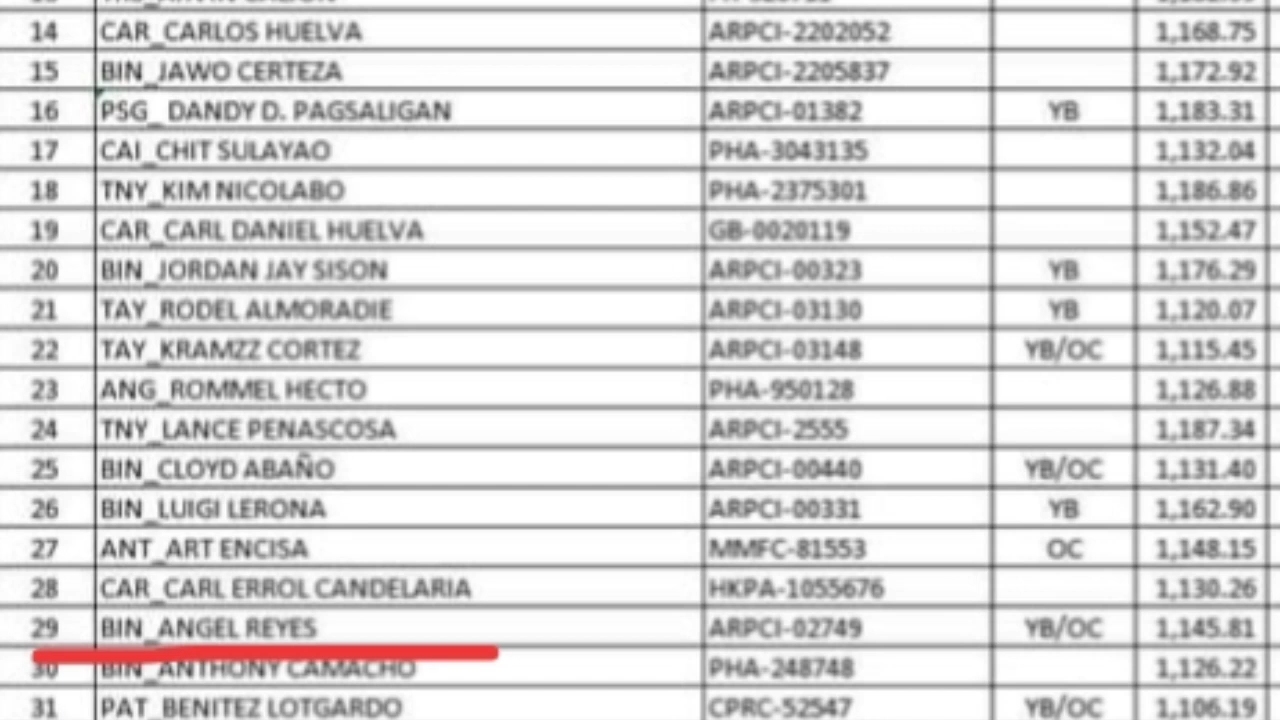 14 CAR_CARLOS HUELVA ARPCI-2202052 1,168.75
15 BIN_JAWO CERTEZA ARPCI-2205837 1,172.92
16 PSG_ DANDY D. PAGSALIGAN ARPCI-01382 YB 1,183.31
17 CAI_CHIT SULAYAO PHA-3043135 1,132.04
18 TNY_KIM NICOLABO PHA-2375301 1,186.86
19 CAR_CARL DANIEL HUELVA GB-0020119 1,152.47
20 BIN_JORDAN JAY SISON ARPCI-00323 YB 1,176.29
21 TAY_RODEL ALMORADIE ARPCI-03130 YB 1,120.07
22 TAY_KRAMZZ CORTEZ ARPCI-03148 YB/OC 1,115.45
23 ANG_ROMMEL HECTO PHA-950128 1,126.88
24 TNY_LANCE PENASCOSA ARPCI-2555 1,187.34
25 BIN_CLOYD ABAÑO ARPCI-00440 YB/OC 1,131.40
26 BIN_LUIGI LERONA ARPCI-00331 YB 1,162.90
27 ANT_ART ENCISA MMFC-81553 OC 1,148.15
28 CAR_CARL ERROL CANDELARIA HKPA-1055676 1,130.26
29 BIN_ANGEL REYES ARPCI-02749 YB/OC 1,145.81
30 BIN_ANTHONY CAMACHO PHA-248748 1,126.22
31 PAT_BENITEZ LOTGARDO CPRC-52547 YB/OC 1,106.19